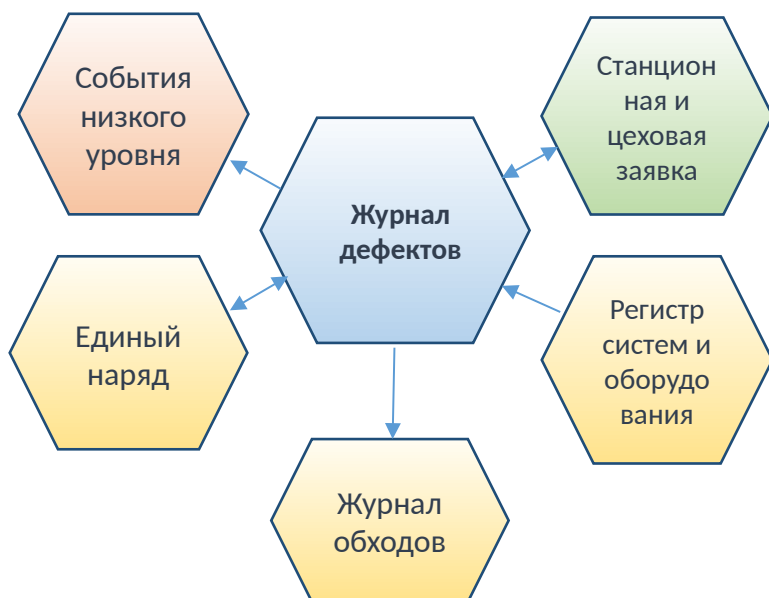 События
низкого
уровня
Станцион
ная и
цеховая
заявка
Журнал
дефектов
Единый
наряд
Регистр
систем и
оборудо
вания
Журнал
обходов